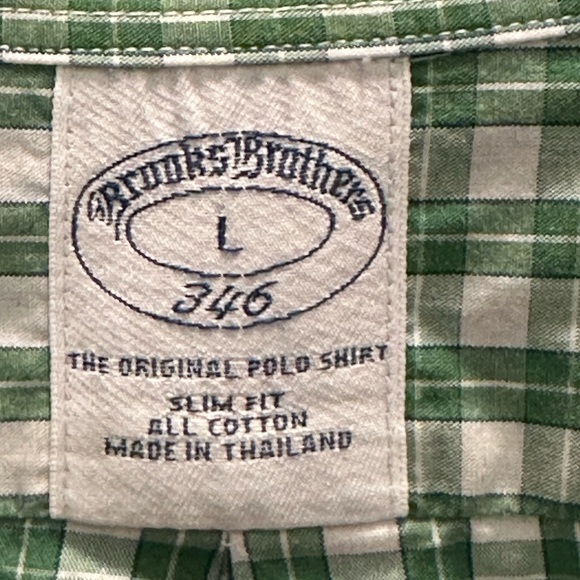 Brooks Brothers
L
346
THE ORIGINAL POLO SHIRT
SLIM FIT
ALL COTTON
MADE IN THAILAND